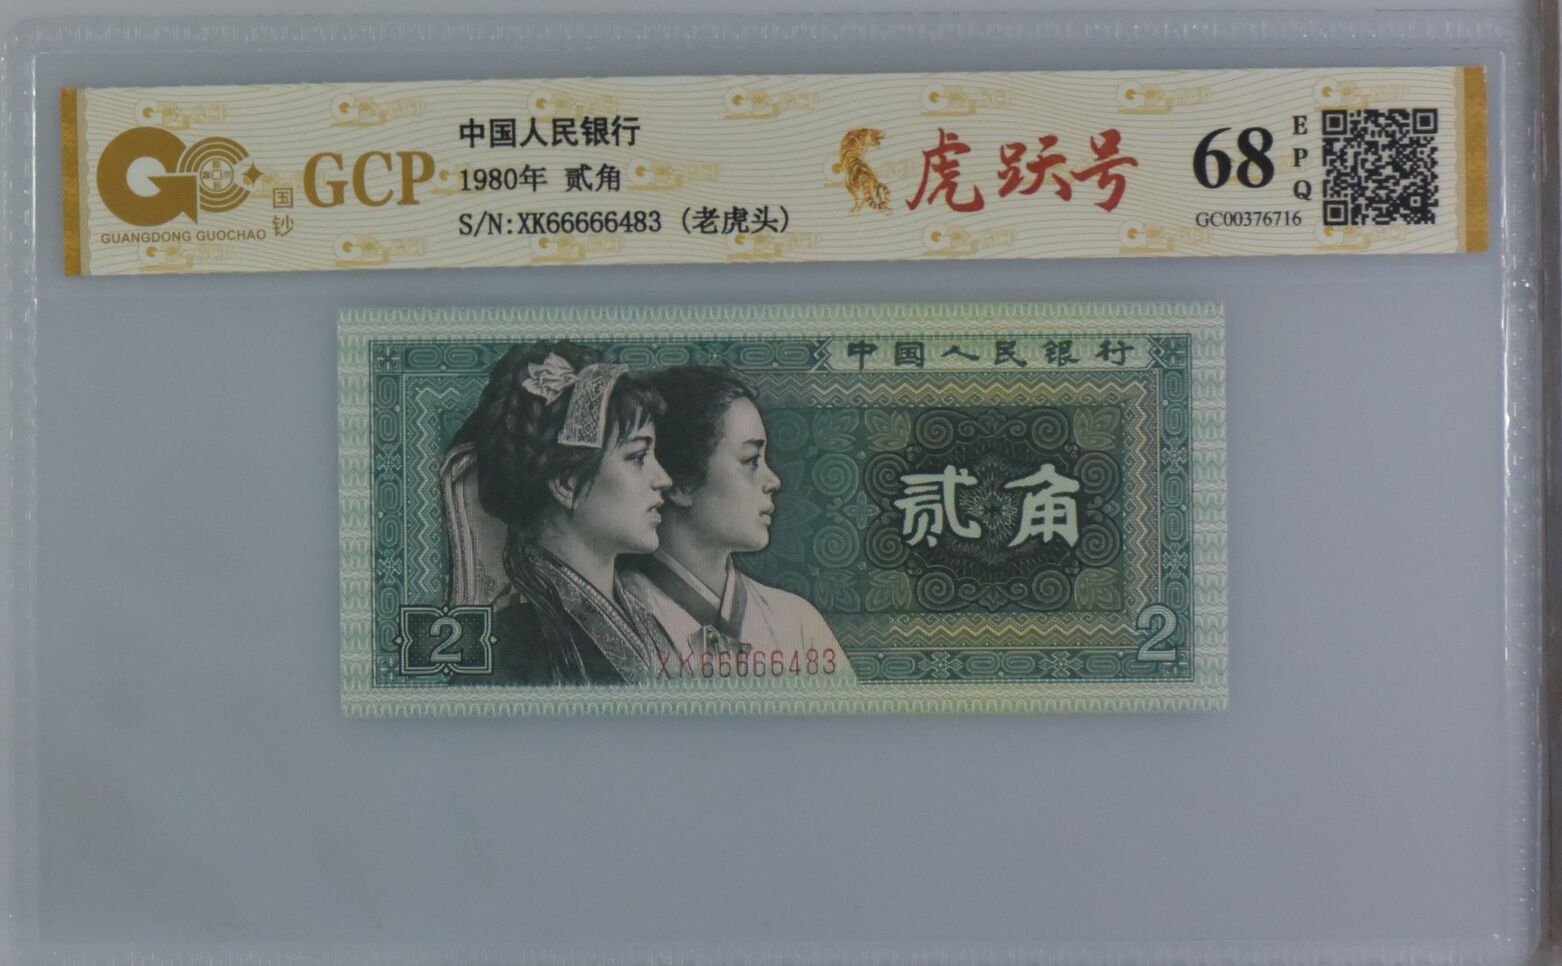 GUANGDONG GUOCHAO
国钞
GCP
中国人民银行
1980年 贰角
S/N:XK66666483 (老虎头)
虎跃号
68
EPQ
GC00376716
中国人民银行
贰角
2
2
XK66666483